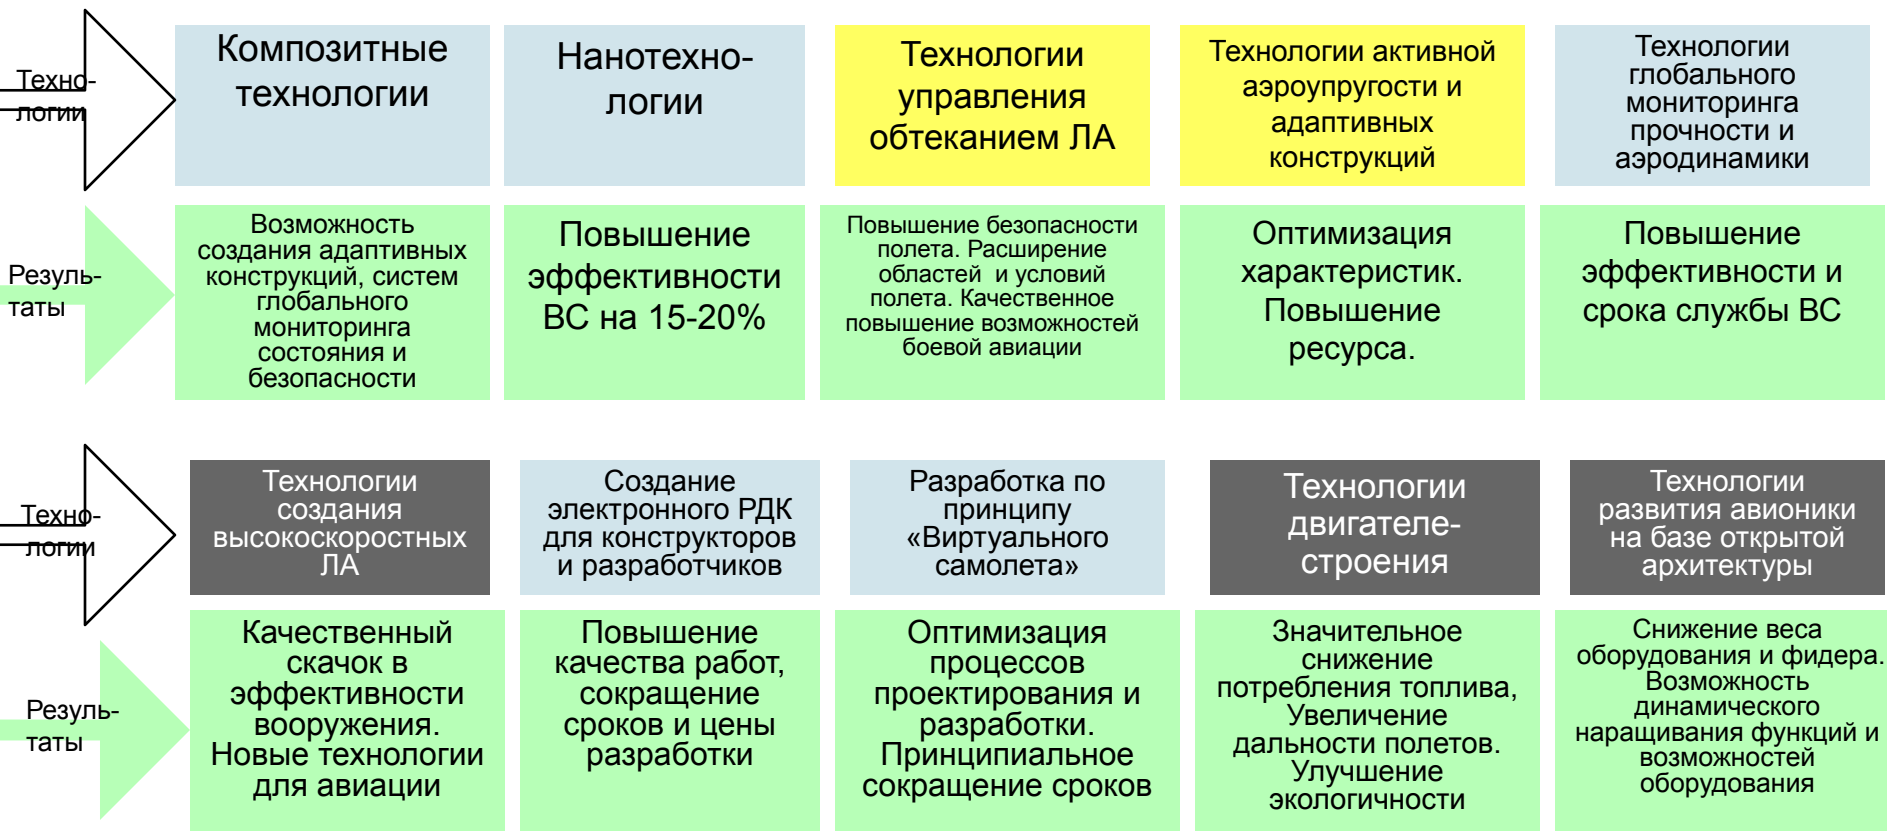 Техно-
логии
Композитные
технологии
Нанотехно-
логии
Технологии
управления
обтеканием ЛА
Технологии активной
аэроупругости и
адаптивных
конструкций
Технологии
глобального
мониторинга
прочности и
аэродинамики
Резуль-
таты
Возможность
создания адаптивных
конструкций, систем
глобального
мониторинга
состояния и
безопасности
Повышение
эффективности
ВС на 15-20%
Повышение безопасности
полета. Расширение
областей и условий
полета. Качественное
повышение возможностей
боевой авиации
Оптимизация
характеристик.
Повышение
ресурса.
Повышение
эффективности и
срока службы ВС
Техно-
логии
Технологии
создания
высокоскоростных
ЛА
Создание
электронного РДК
для конструкторов
и разработчиков
Разработка по
принципу
«Виртуального
самолета»
Технологии
двигателе-
строения
Технологии
развития авионики
на базе открытой
архитектуры
Резуль-
таты
Качественный
скачок в
эффективности
вооружения.
Новые технологии
для авиации
Повышение
качества работ,
сокращение
сроков и цены
разработки
Оптимизация
процессов
проектирования и
разработки.
Принципиальное
сокращение сроков
Значительное
снижение
потребления топлива,
Увеличение
дальности полетов.
Улучшение
экологичности
Снижение веса
оборудования и фидера.
Возможность
динамического
наращивания функций и
возможностей
оборудования